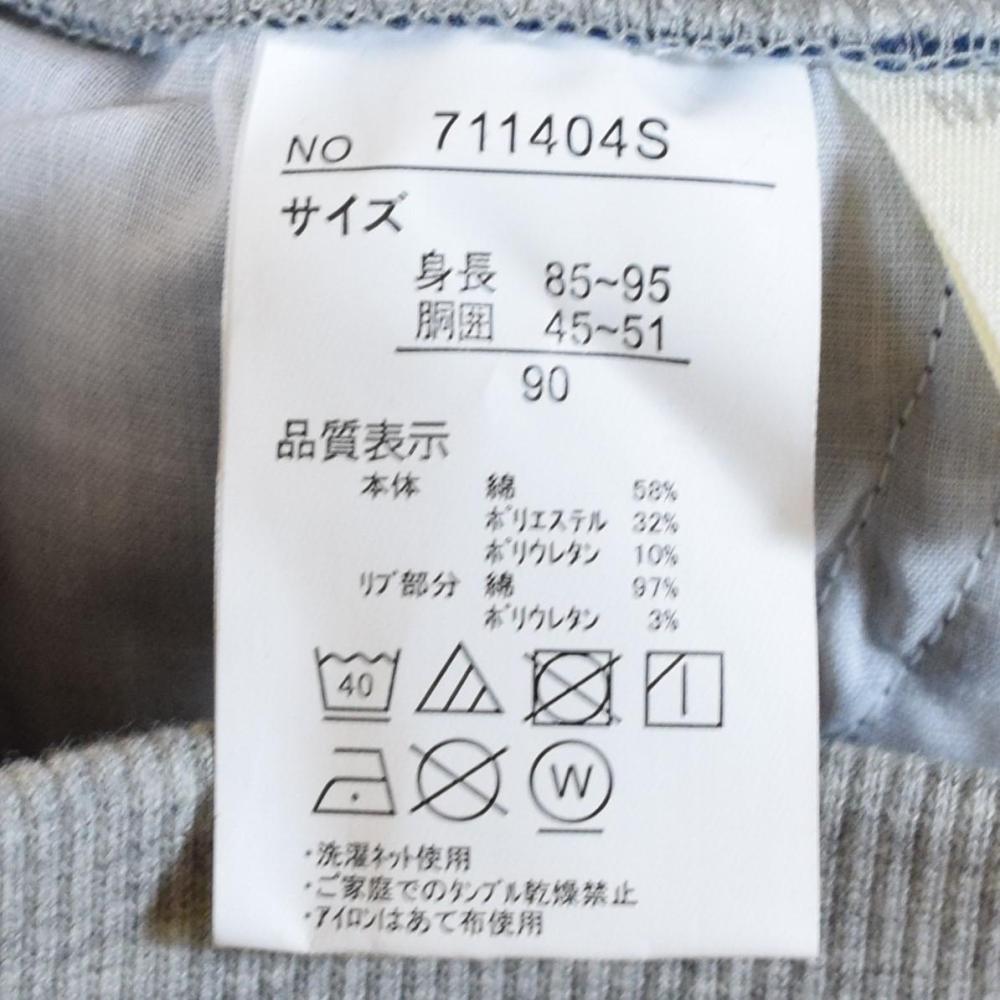 NO 711404S
サイズ
身長 85~95
胴囲 45~51
90
品質表示
本体 綿 58%
ポリエステル 32%
ポリウレタン 10%
リブ部分 綿 97%
ポリウレタン 3%
40
W
・洗濯ネット使用
・ご家庭でのタンブル乾燥禁止
・アイロンはあて布使用